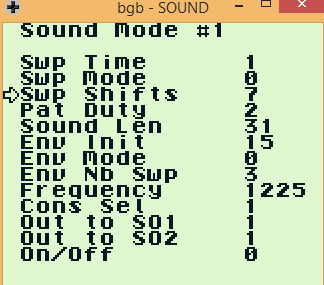 bgb - SOUND
Sound Mode #1
Swp Time 1
Swp Mode 0
Swp Shifts 7
Pat Duty 2
Sound Len 31
Env Init 15
Env Mode 0
Env Nb Swp 3
Frequency 1225
Cons Sel 1
Out to SO1 1
Out to SO2 1
On/Off 0